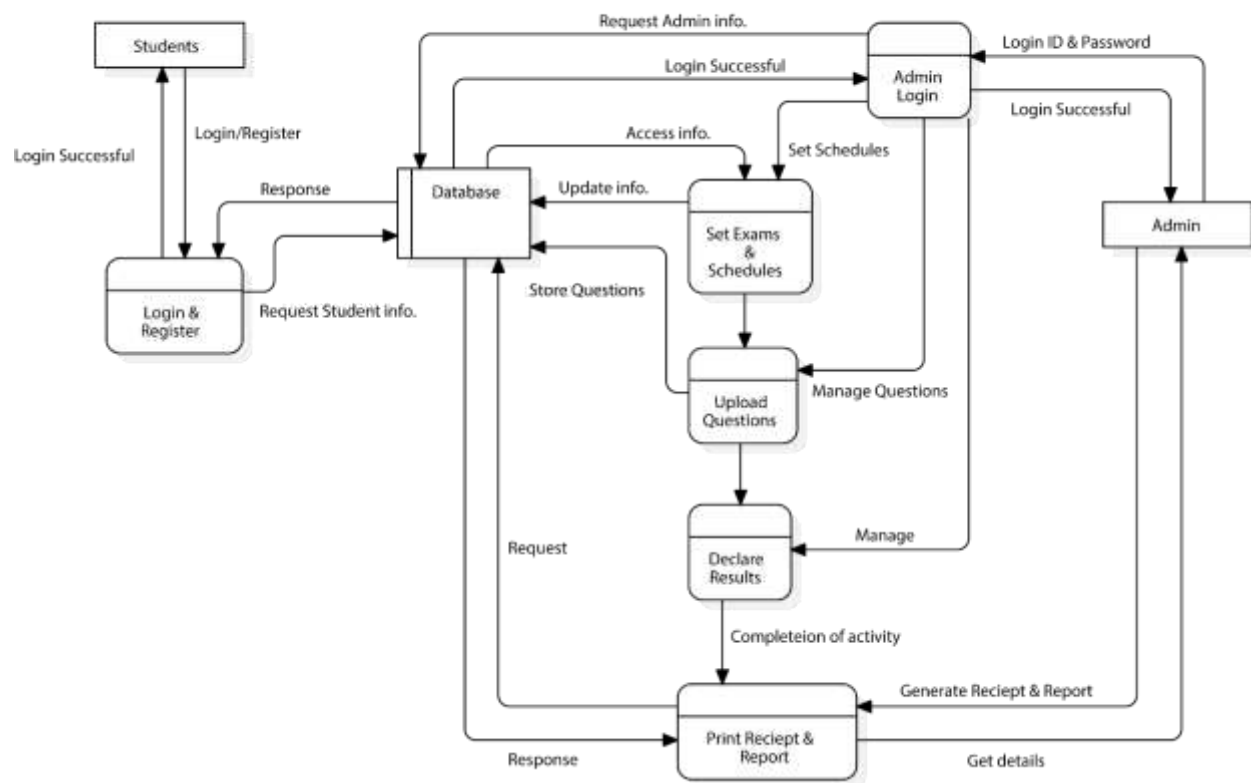 Request Admin info.
Students
Login ID & Password
Login Successful
Admin
Login
Login Successful
Login/Register
Access info.
Login Successful
Set Schedules
Response
Database
Update info.
Admin
Set Exams
&
Schedules
Store Questions
Login &
Register
Request Student info.
Upload
Questions
Manage Questions
Request
Manage
Declare
Results
Completeion of activity
Generate Reciept & Report
Print Reciept &
Report
Response
Get details